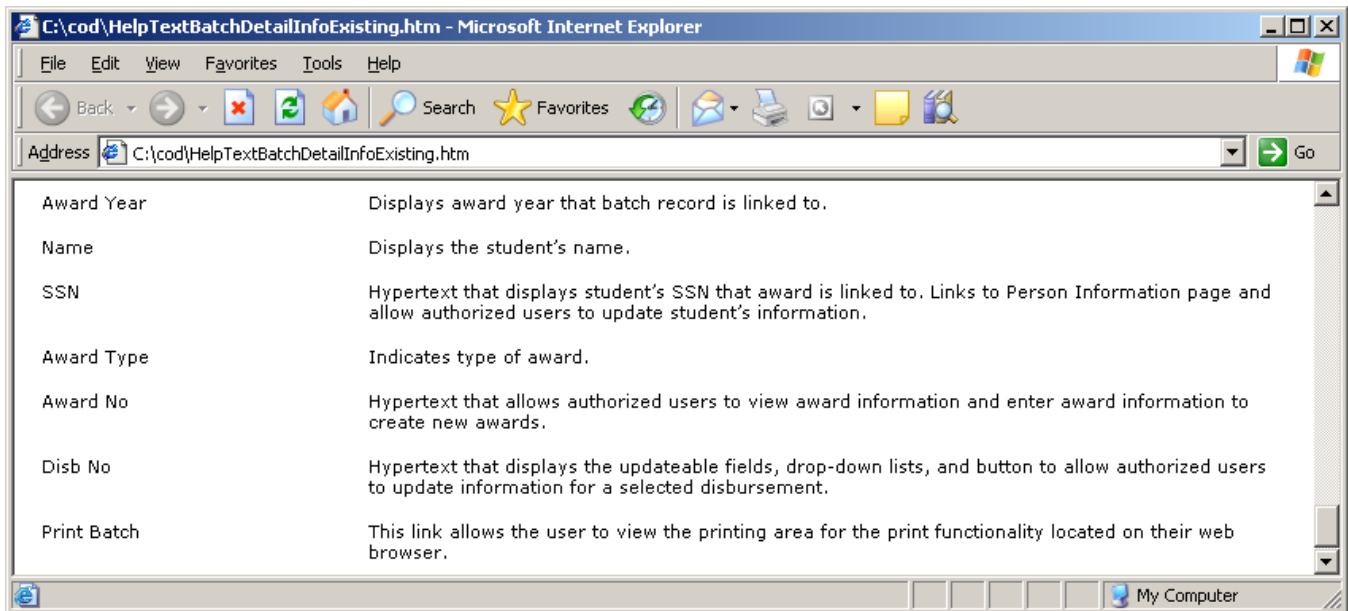 C:\cod\HelpTextBatchDetailInfoExisting.htm - Microsoft Internet Explorer
File Edit View Favorites Tools Help
Back Search Favorites
Address C:\cod\HelpTextBatchDetailInfoExisting.htm Go
Award Year Displays award year that batch record is linked to.
Name Displays the student's name.
SSN Hypertext that displays student's SSN that award is linked to. Links to Person Information page and
allow authorized users to update student's information.
Award Type Indicates type of award.
Award No Hypertext that allows authorized users to view award information and enter award information to
create new awards.
Disb No Hypertext that displays the updateable fields, drop-down lists, and button to allow authorized users
to update information for a selected disbursement.
Print Batch This link allows the user to view the printing area for the print functionality located on their web
browser.
My Computer